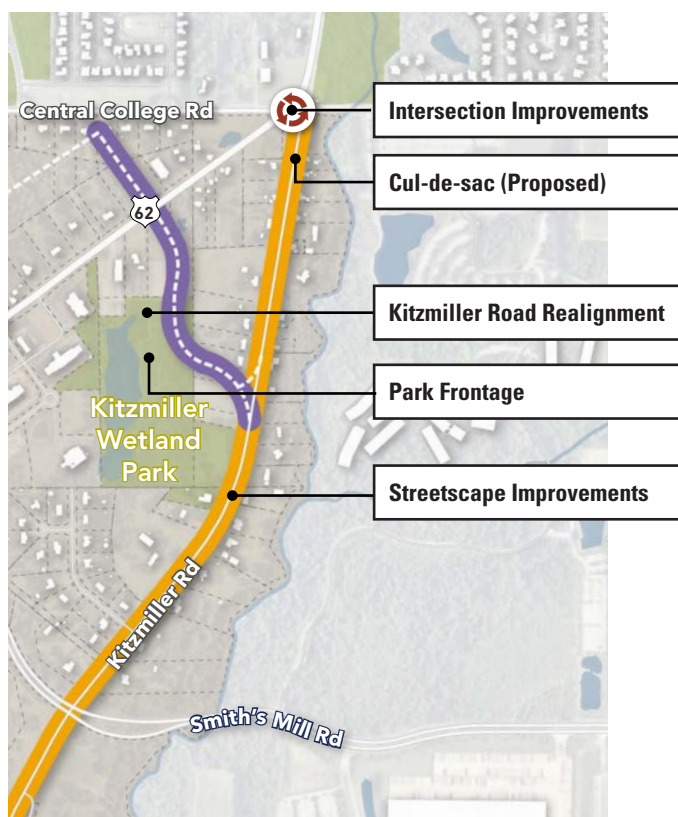 Central College Rd
Intersection Improvements
Cul-de-sac (Proposed)
62
Kitzmiller Road Realignment
Park Frontage
Kitzmiller
Wetland
Park
Streetscape Improvements
Kitzmiller Rd
Smith's Mill Rd